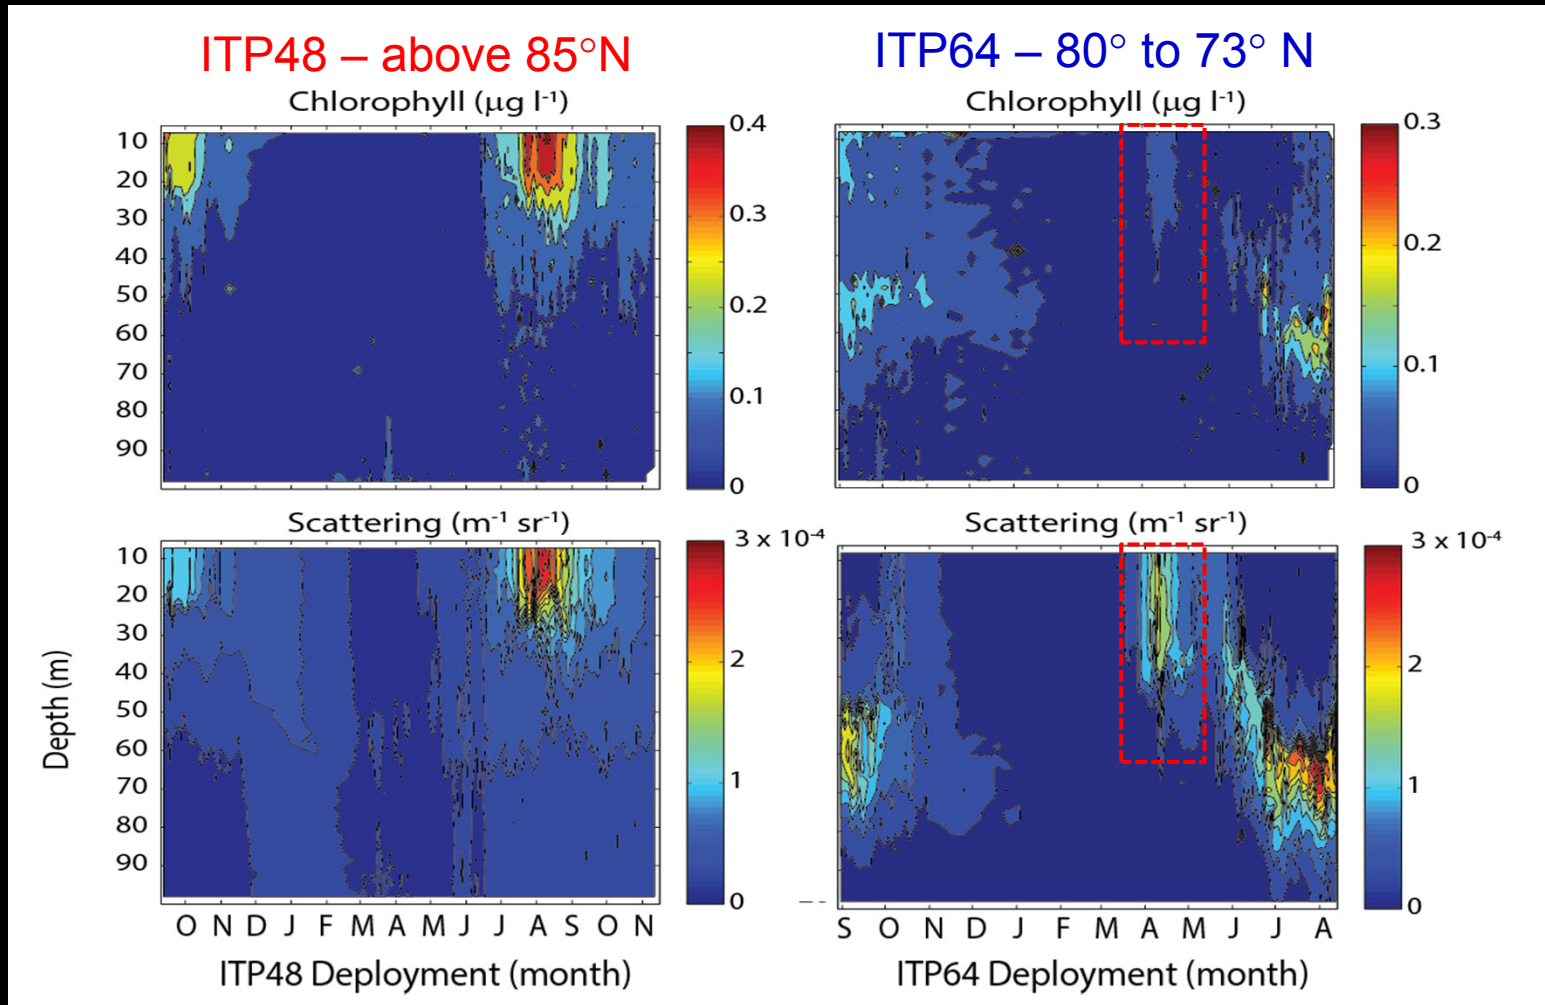 ITP48 – above 85°N
Chlorophyll (µg l⁻¹)
10
20
30
40
50
60
70
80
90
0.4
0.3
0.2
0.1
0
Scattering (m⁻¹ sr⁻¹)
Depth (m)
10
20
30
40
50
60
70
80
90
3 x 10⁻⁴
2
1
0
O N D J F M A M J J A S O N
ITP48 Deployment (month)
ITP64 – 80° to 73° N
Chlorophyll (µg l⁻¹)
0.3
0.2
0.1
0
Scattering (m⁻¹ sr⁻¹)
3 x 10⁻⁴
2
1
0
S O N D J F M A M J J A
ITP64 Deployment (month)